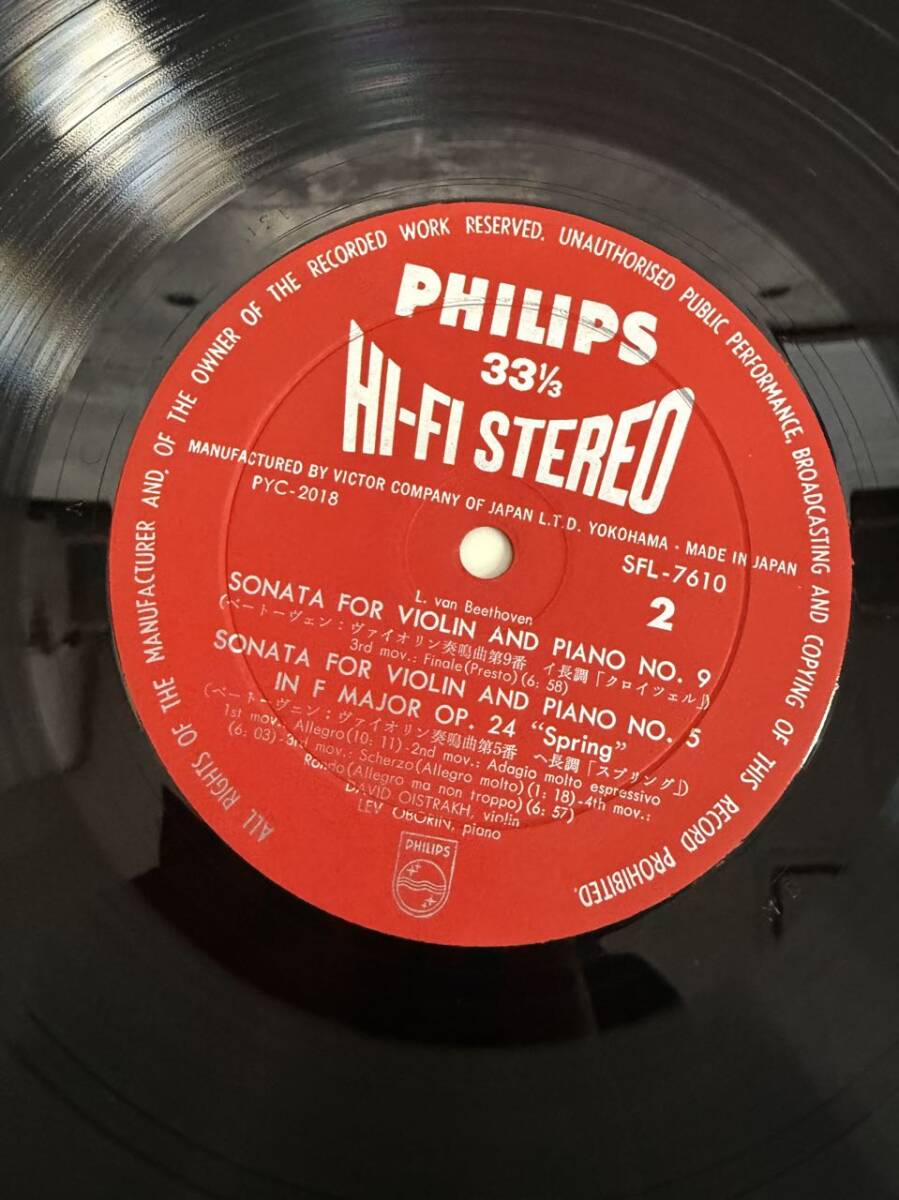 ALL RIGHTS OF THE MANUFACTURER AND OF THE OWNER OF THE RECORDED WORK RESERVED. UNAUTHORISED PUBLIC PERFORMANCE, BROADCASTING AND COPYING OF THIS RECORD PROHIBITED.
PHILIPS
33⅓
HI-FI STEREO
MANUFACTURED BY VICTOR COMPANY OF JAPAN L.T.D. YOKOHAMA . MADE IN JAPAN
PYC-2018
SFL-7610
2
L. van Beethoven
SONATA FOR VIOLIN AND PIANO NO. 9
(ベートーヴェン：ヴァイオリン奏鳴曲第9番 イ長調「クロイツェル」)
3rd mov.: Finale(Presto)(6: 58)
SONATA FOR VIOLIN AND PIANO NO. 5
IN F MAJOR OP. 24 “Spring”
(ベートーヴェン：ヴァイオリン奏鳴曲第5番 ヘ長調「スプリング」)
1st mov.: Allegro(10: 11)-2nd mov.: Adagio molto espressivo
(6: 03)-3rd mov.: Scherzo(Allegro molto)(1: 18)-4th mov.:
Rondo(Allegro ma non troppo)(6: 57)
DAVID OISTRAKH, violin
LEV OBORIN, piano
PHILIPS